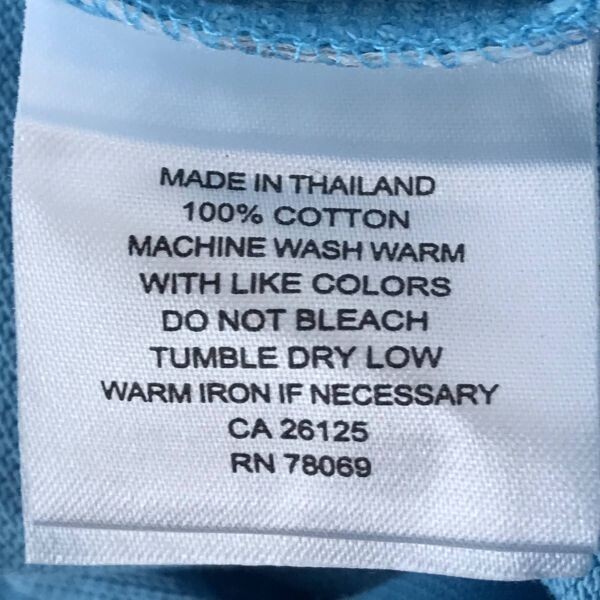 MADE IN THAILAND
100% COTTON
MACHINE WASH WARM
WITH LIKE COLORS
DO NOT BLEACH
TUMBLE DRY LOW
WARM IRON IF NECESSARY
CA 26125
RN 78069